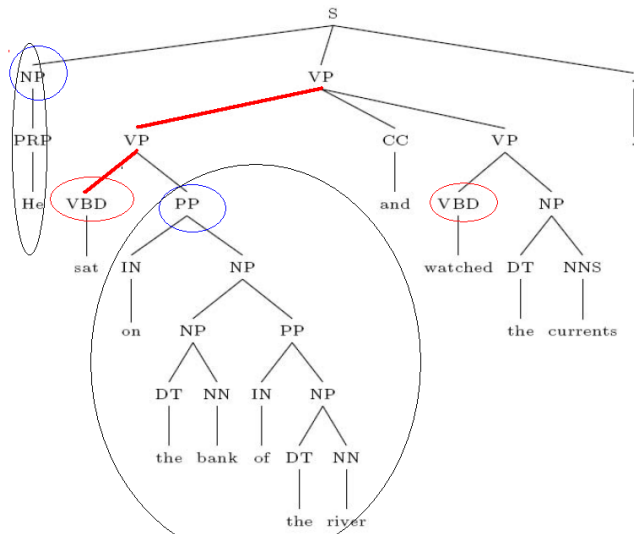 S
NP VP .
PRP VP CC VP .
He VBD PP and VBD NP
sat IN NP watched DT NNS
on NP PP the currents
DT NN IN NP
the bank of DT NN
the river